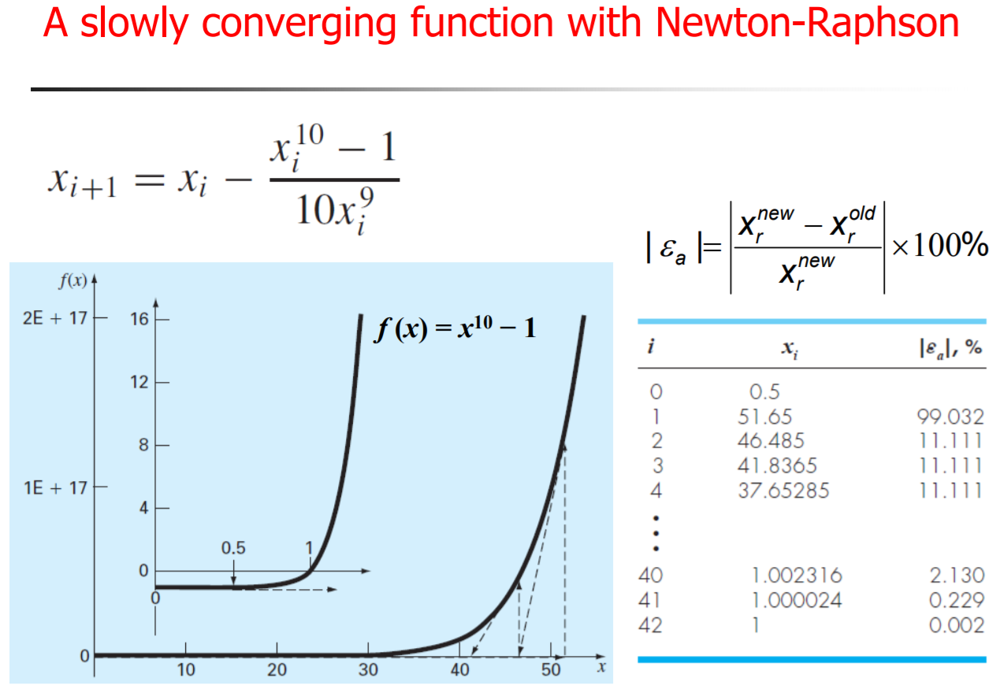 A slowly converging function with Newton-Raphson
x_{i+1} = x_i − \frac{x_i^{10} − 1}{10x_i^9}
|ε_a| = \left| \frac{x_r^{new} − x_r^{old}}{x_r^{new}} \right| × 100%
f(x)
2E + 17
1E + 17
0
16
12
8
4
0
0
f(x) = x^{10} − 1
0.5
1
10 20 30 40 50 x
i x_i |ε_a|, %
0 0.5
1 51.65 99.032
2 46.485 11.111
3 41.8365 11.111
4 37.65285 11.111
⋮
40 1.002316 2.130
41 1.000024 0.229
42 1 0.002